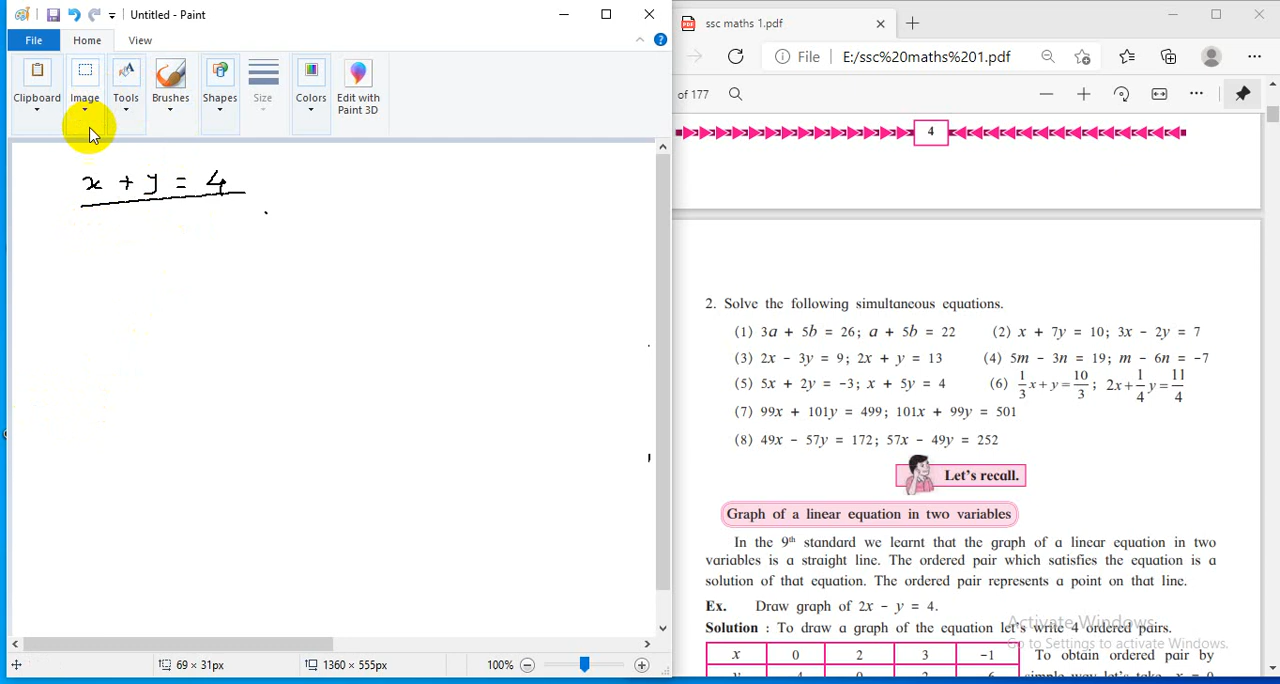 Untitled - Paint
File Home View
Clipboard Image Tools Brushes Shapes Size Colors Edit with Paint 3D
x + y = 4
69 × 31px 1360 × 555px 100%
ssc maths 1.pdf
File | E:/ssc%20maths%201.pdf
of 177
4
2. Solve the following simultaneous equations.
(1) 3a + 5b = 26; a + 5b = 22 (2) x + 7y = 10; 3x - 2y = 7
(3) 2x - 3y = 9; 2x + y = 13 (4) 5m - 3n = 19; m - 6n = -7
(5) 5x + 2y = -3; x + 5y = 4 (6) 1/3 x + y = 10/3 ; 2x + 1/4 y = 11/4
(7) 99x + 101y = 499; 101x + 99y = 501
(8) 49x - 57y = 172; 57x - 49y = 252
Let's recall.
Graph of a linear equation in two variables
In the 9th standard we learnt that the graph of a linear equation in two
variables is a straight line. The ordered pair which satisfies the equation is a
solution of that equation. The ordered pair represents a point on that line.
Ex. Draw graph of 2x - y = 4.
Solution : To draw a graph of the equation let's write 4 ordered pairs.
x 0 2 3 -1 To obtain ordered pair by
simple way let's take x = 0
Activate Windows
Go to Settings to activate Windows.